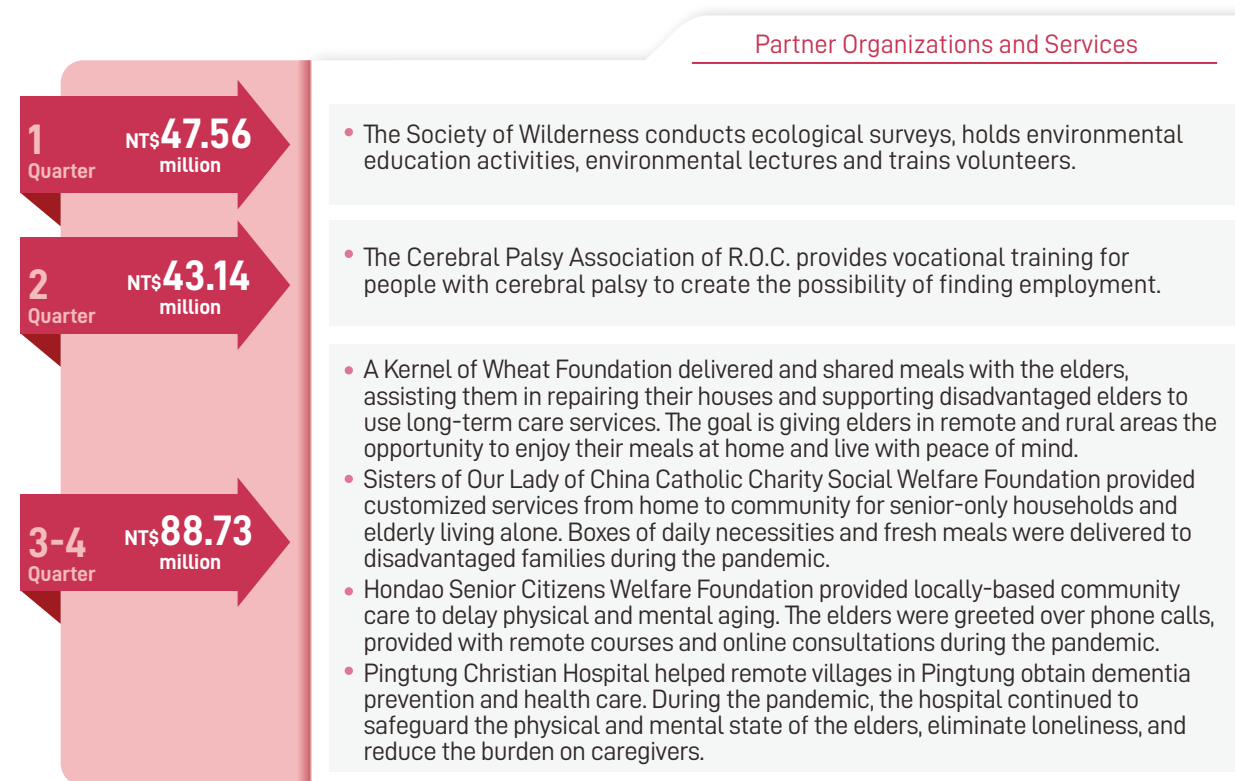 Partner Organizations and Services
1
Quarter
NT$47.56
million
• The Society of Wilderness conducts ecological surveys, holds environmental
education activities, environmental lectures and trains volunteers.
2
Quarter
NT$43.14
million
• The Cerebral Palsy Association of R.O.C. provides vocational training for
people with cerebral palsy to create the possibility of finding employment.
3-4
Quarter
NT$88.73
million
• A Kernel of Wheat Foundation delivered and shared meals with the elders,
assisting them in repairing their houses and supporting disadvantaged elders to
use long-term care services. The goal is giving elders in remote and rural areas the
opportunity to enjoy their meals at home and live with peace of mind.
• Sisters of Our Lady of China Catholic Charity Social Welfare Foundation provided
customized services from home to community for senior-only households and
elderly living alone. Boxes of daily necessities and fresh meals were delivered to
disadvantaged families during the pandemic.
• Hondao Senior Citizens Welfare Foundation provided locally-based community
care to delay physical and mental aging. The elders were greeted over phone calls,
provided with remote courses and online consultations during the pandemic.
• Pingtung Christian Hospital helped remote villages in Pingtung obtain dementia
prevention and health care. During the pandemic, the hospital continued to
safeguard the physical and mental state of the elders, eliminate loneliness, and
reduce the burden on caregivers.